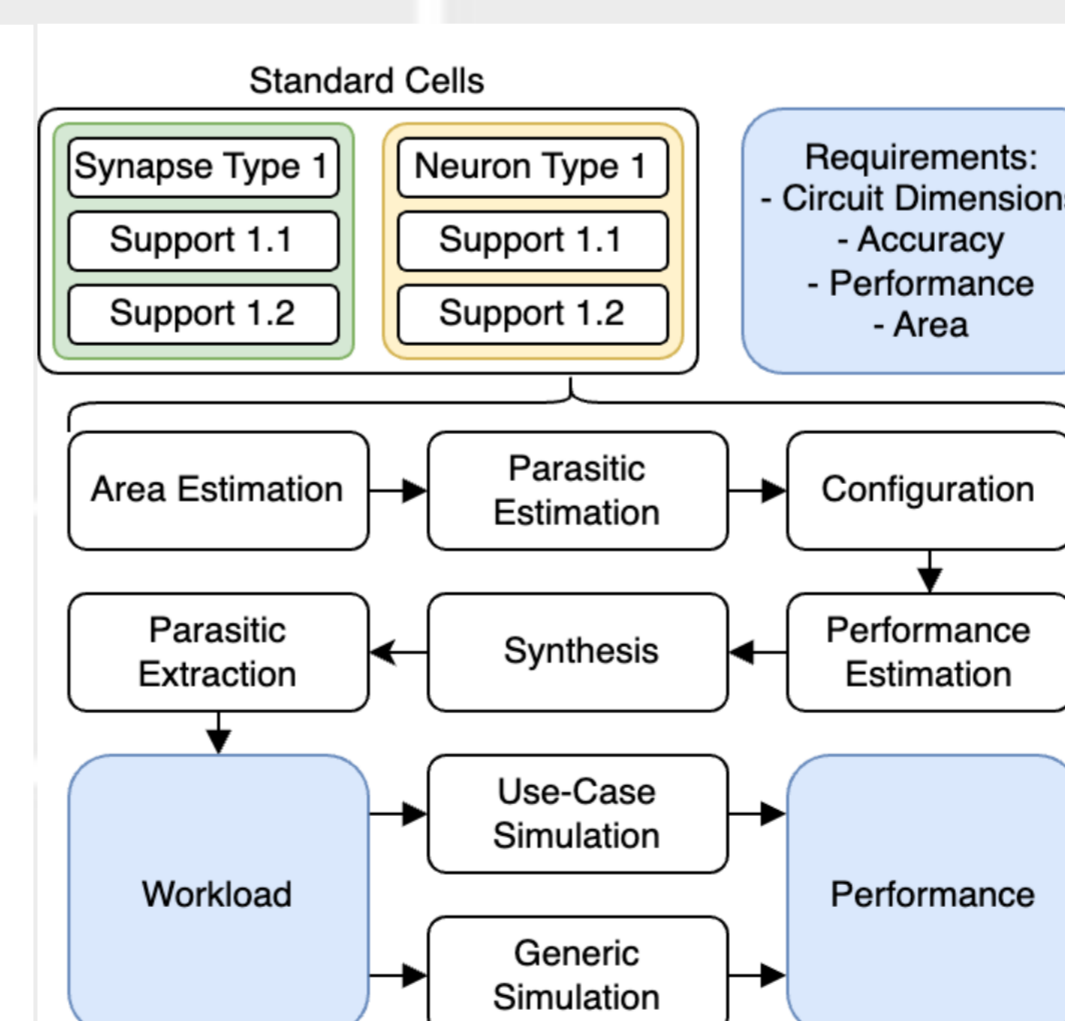 Standard Cells
Synapse Type 1
Support 1.1
Support 1.2
Neuron Type 1
Support 1.1
Support 1.2
Requirements:
- Circuit Dimensions
- Accuracy
- Performance
- Area
Area Estimation
Parasitic
Estimation
Configuration
Parasitic
Extraction
Synthesis
Performance
Estimation
Workload
Use-Case
Simulation
Generic
Simulation
Performance